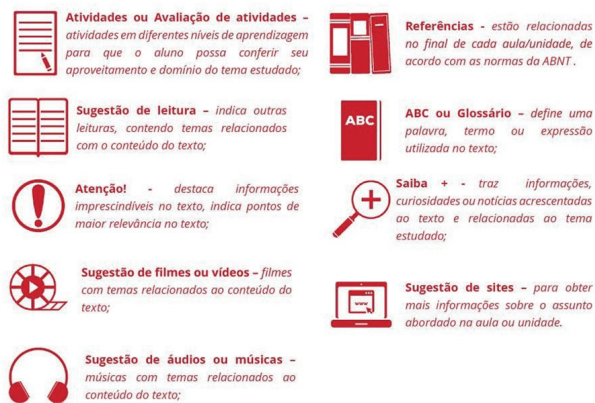 Atividades ou Avaliação de atividades –
atividades em diferentes níveis de aprendizagem
para que o aluno possa conferir seu
aproveitamento e domínio do tema estudado;
Sugestão de leitura – indica outras
leituras, contendo temas relacionados
com o conteúdo do texto;
Atenção! - destaca informações
imprescindíveis no texto, indica pontos de
maior relevância no texto;
Sugestão de filmes ou vídeos – filmes
com temas relacionados ao conteúdo do
texto;
Sugestão de áudios ou músicas –
músicas com temas relacionados ao
conteúdo do texto;
Referências - estão relacionadas
no final de cada aula/unidade, de
acordo com as normas da ABNT .
ABC
ABC ou Glossário – define uma
palavra, termo ou expressão
utilizada no texto;
Saiba + - traz informações,
curiosidades ou notícias acrescentadas
ao texto e relacionadas ao tema
estudado;
www
Sugestão de sites – para obter
mais informações sobre o assunto
abordado na aula ou unidade.